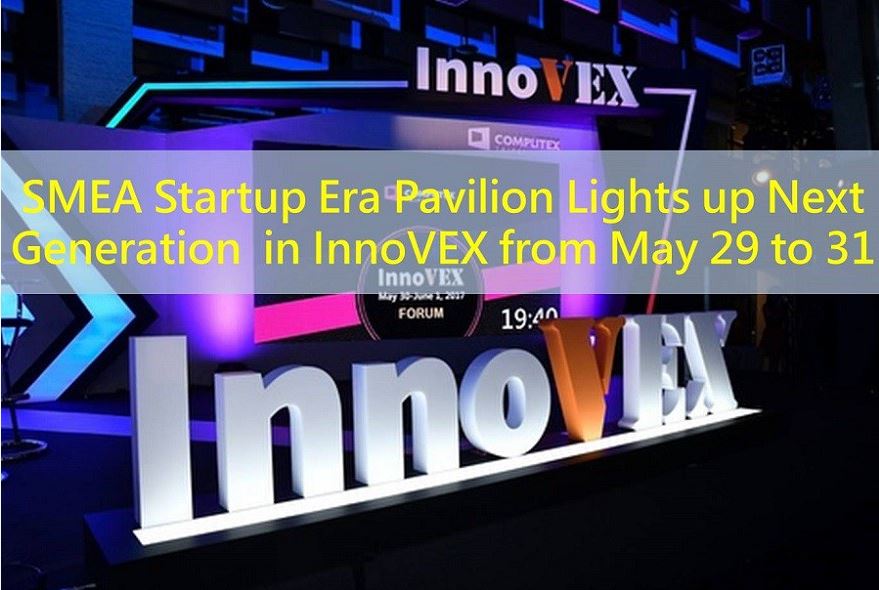 InnoVEX
COMPUTEX
SMEA Startup Era Pavilion Lights up Next
Generation in InnoVEX from May 29 to 31
InnoVEX
May 30-June 1, 2017
FORUM
19:40
InnoVEX